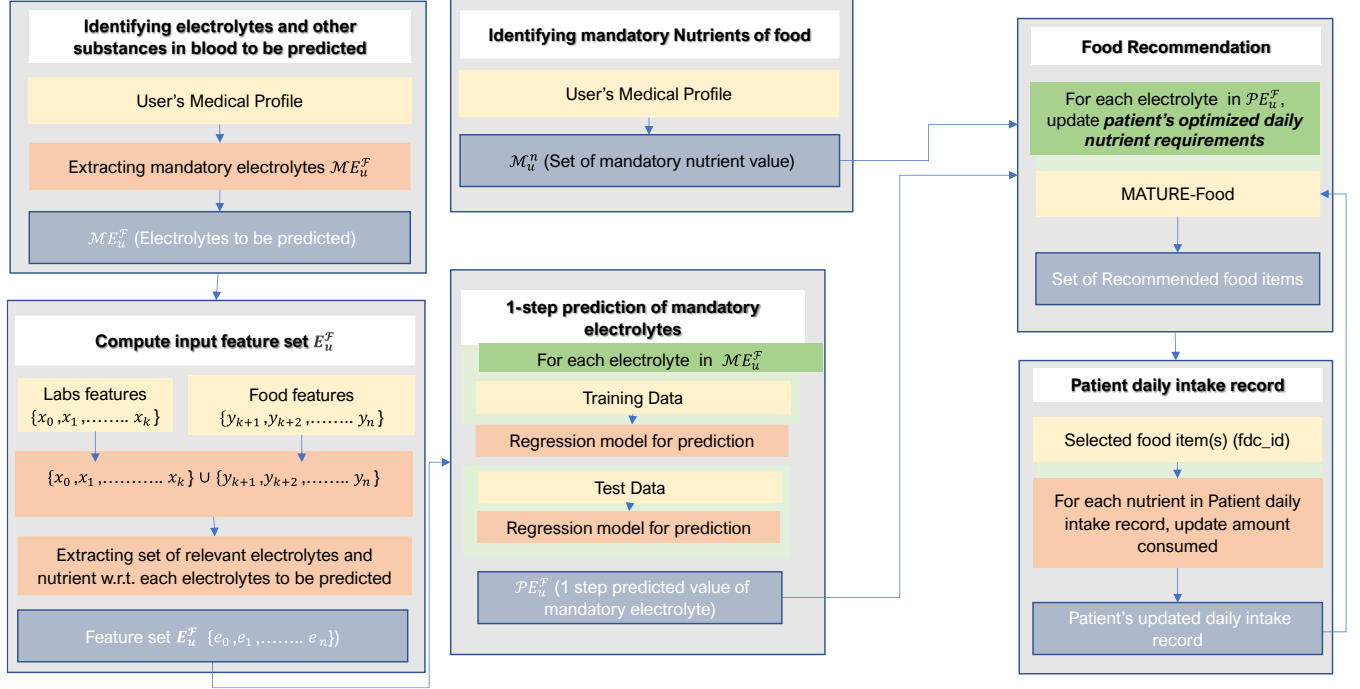 Identifying electrolytes and other
substances in blood to be predicted
User's Medical Profile
Extracting mandatory electrolytes ℳE_u^ℱ
ℳE_u^ℱ (Electrolytes to be predicted)
Compute input feature set E_u^ℱ
Labs features
{x_0 ,x_1 ,…….. x_k}
Food features
{y_{k+1} ,y_{k+2} ,…….. y_n}
{x_0 ,x_1 ,……….. x_k} ∪ {y_{k+1} ,y_{k+2} ,…….. y_n}
Extracting set of relevant electrolytes and
nutrient w.r.t. each electrolytes to be predicted
Feature set E_u^ℱ {e_0 ,e_1 ,…….. e_n})
Identifying mandatory Nutrients of food
User's Medical Profile
ℳ_u^n (Set of mandatory nutrient value)
1-step prediction of mandatory
electrolytes
For each electrolyte in ℳE_u^ℱ
Training Data
Regression model for prediction
Test Data
Regression model for prediction
𝒫E_u^ℱ (1 step predicted value of
mandatory electrolyte)
Food Recommendation
For each electrolyte in 𝒫E_u^ℱ,
update patient's optimized daily
nutrient requirements
MATURE-Food
Set of Recommended food items
Patient daily intake record
Selected food item(s) (fdc_id)
For each nutrient in Patient daily
intake record, update amount
consumed
Patient's updated daily intake
record